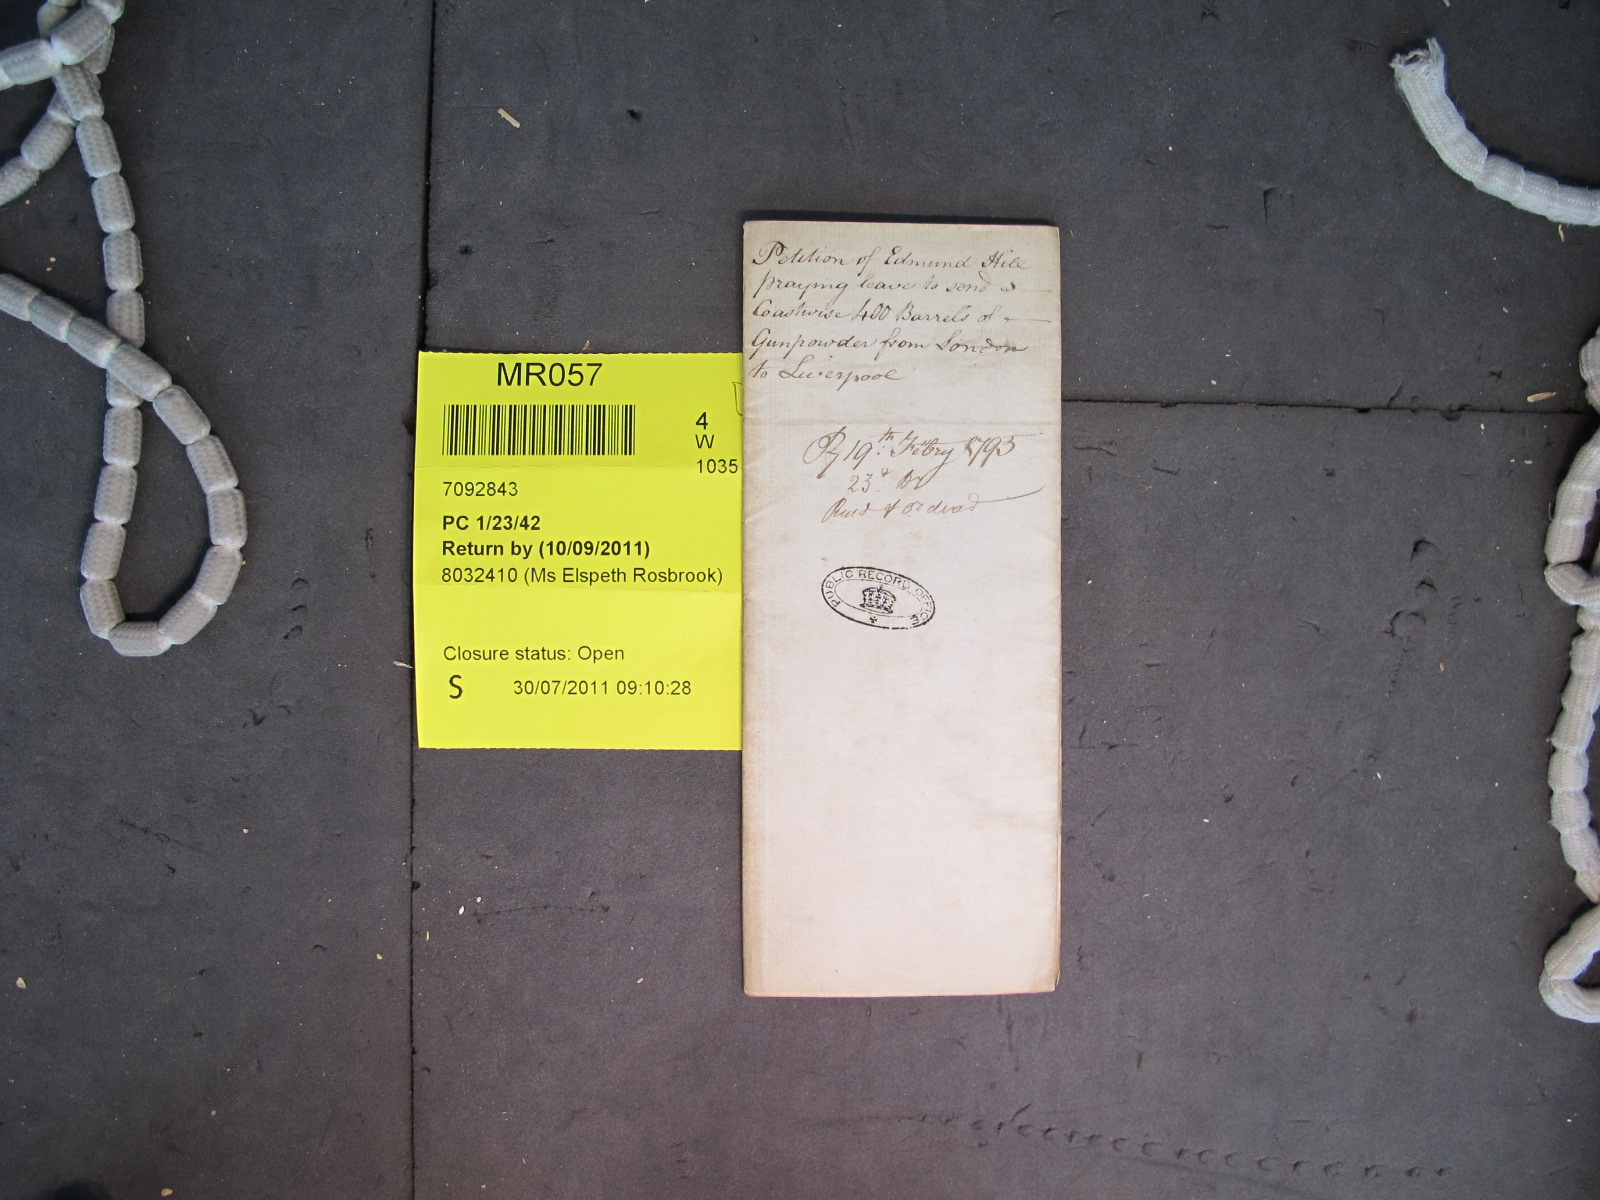 MR057
4
W
1035
7092843
PC 1/23/42
Return by (10/09/2011)
8032410 (Ms Elspeth Rosbrook)
Closure status: Open
S 30/07/2011 09:10:28
Petition of Edmund Hill
praying leave to send
Coastwise 400 Barrels of
Gunpowder from London
to Liverpool
19th Febry 1793
23d Do
Read & ordered
PUBLIC RECORD OFFICE